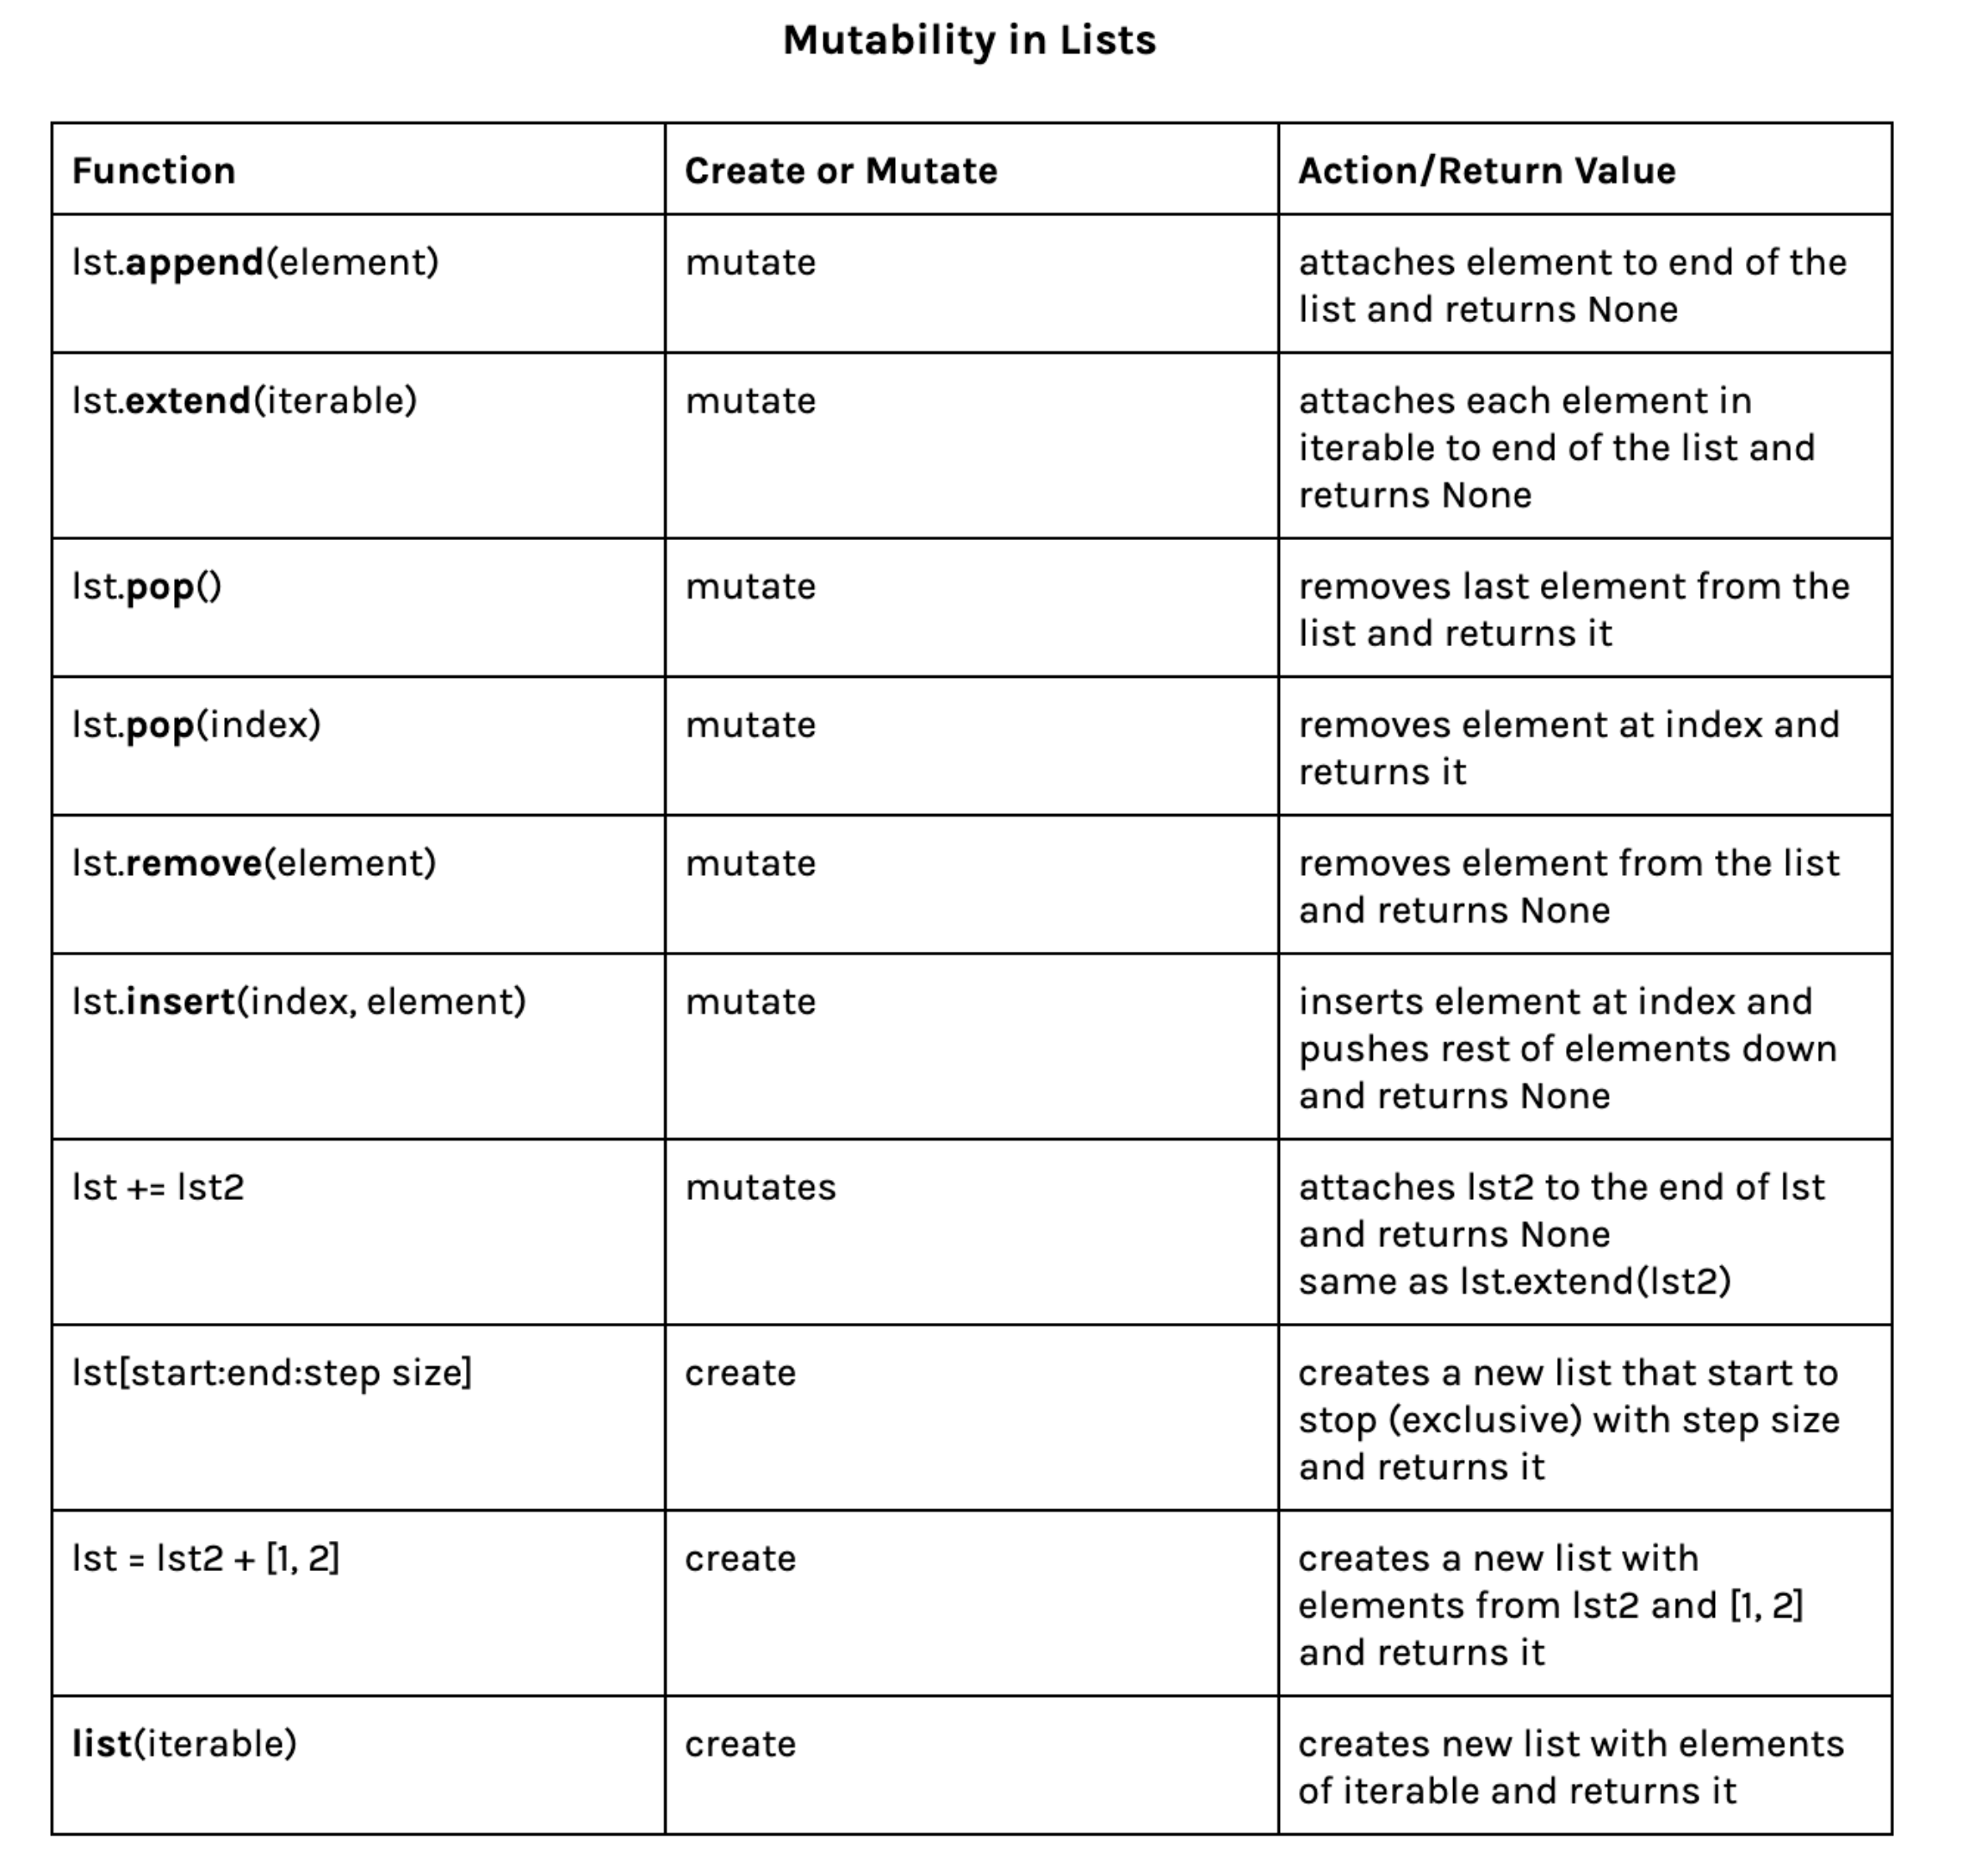 Mutability in Lists
Function
Create or Mutate
Action/Return Value
lst.append(element)
mutate
attaches element to end of the
list and returns None
lst.extend(iterable)
mutate
attaches each element in
iterable to end of the list and
returns None
lst.pop()
mutate
removes last element from the
list and returns it
lst.pop(index)
mutate
removes element at index and
returns it
lst.remove(element)
mutate
removes element from the list
and returns None
lst.insert(index, element)
mutate
inserts element at index and
pushes rest of elements down
and returns None
lst += lst2
mutates
attaches lst2 to the end of lst
and returns None
same as lst.extend(lst2)
lst[start:end:step size]
create
creates a new list that start to
stop (exclusive) with step size
and returns it
lst = lst2 + [1, 2]
create
creates a new list with
elements from lst2 and [1, 2]
and returns it
list(iterable)
create
creates new list with elements
of iterable and returns it